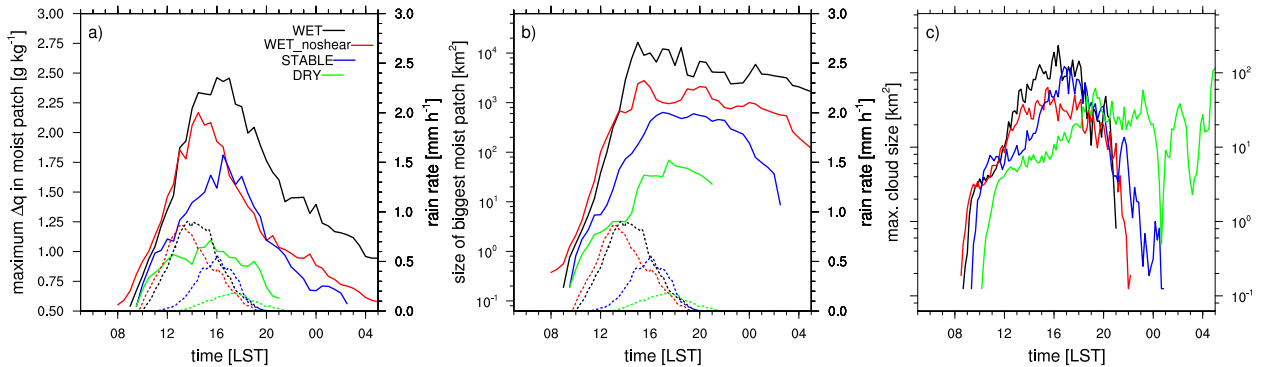 a)
WET
WET_noshear
STABLE
DRY
maximum Δq in moist patch [g kg⁻¹]
3.00
2.75
2.50
2.25
2.00
1.75
1.50
1.25
1.00
0.75
0.50
3.0
2.5
2.0
1.5
1.0
0.5
0.0
rain rate [mm h⁻¹]
08 12 16 20 00 04
time [LST]
b)
size of biggest moist patch [km²]
10⁴
10³
10²
10¹
10⁰
10⁻¹
3.0
2.5
2.0
1.5
1.0
0.5
0.0
rain rate [mm h⁻¹]
08 12 16 20 00 04
time [LST]
c)
max. cloud size [km²]
10²
10¹
10⁰
10⁻¹
08 12 16 20 00 04
time [LST]